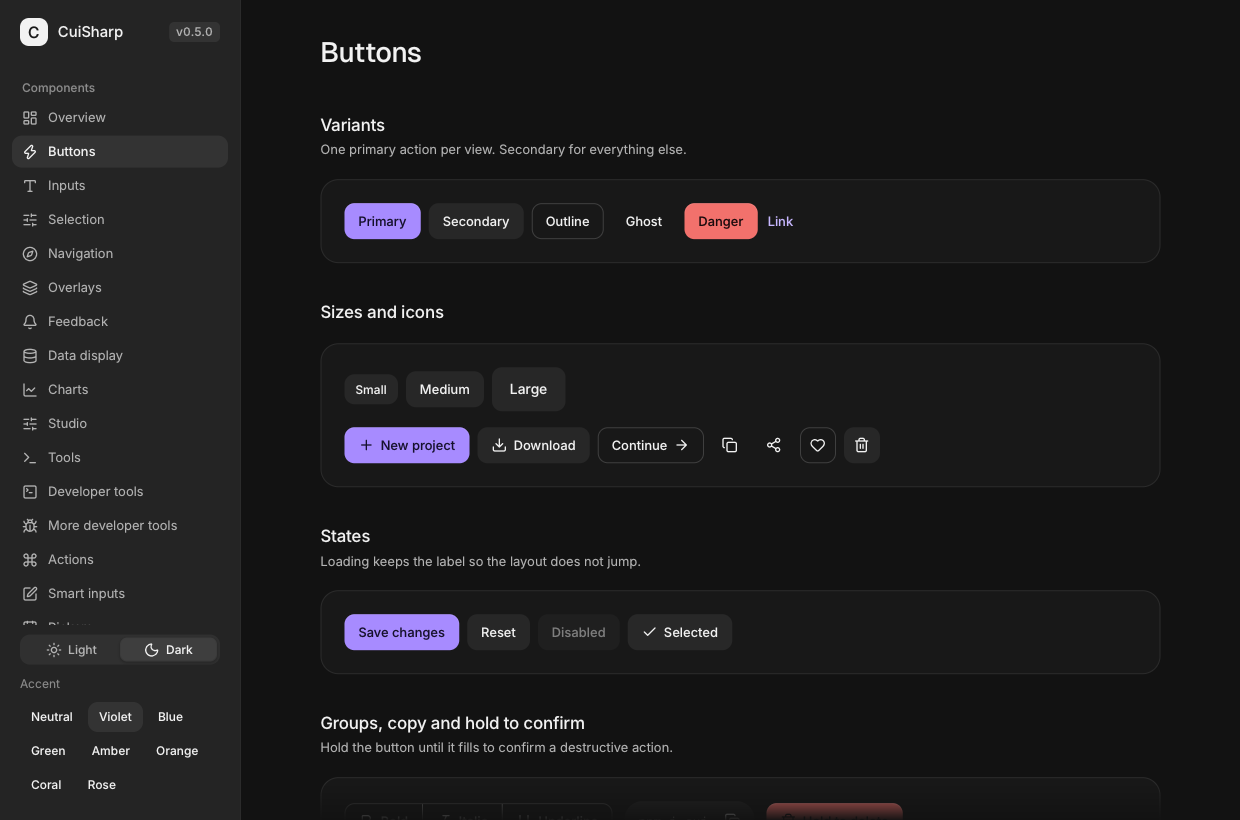 C CuiSharp v0.5.0
Components
Overview
Buttons
Inputs
Selection
Navigation
Overlays
Feedback
Data display
Charts
Studio
Tools
Developer tools
More developer tools
Actions
Smart inputs
Light Dark
Accent
Neutral Violet Blue
Green Amber Orange
Coral Rose
Buttons
Variants
One primary action per view. Secondary for everything else.
Primary Secondary Outline Ghost Danger Link
Sizes and icons
Small Medium Large
New project Download Continue
States
Loading keeps the label so the layout does not jump.
Save changes Reset Disabled Selected
Groups, copy and hold to confirm
Hold the button until it fills to confirm a destructive action.